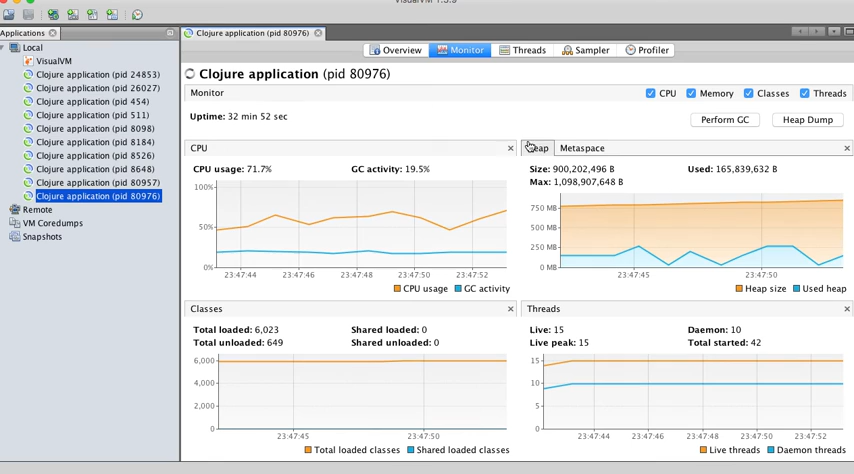 Applications
Clojure application (pid 80976)
Local
VisualVM
Clojure application (pid 24853)
Clojure application (pid 26027)
Clojure application (pid 454)
Clojure application (pid 511)
Clojure application (pid 8098)
Clojure application (pid 8184)
Clojure application (pid 8526)
Clojure application (pid 8648)
Clojure application (pid 80957)
Clojure application (pid 80976)
Remote
VM Coredumps
Snapshots
Overview Monitor Threads Sampler Profiler
Clojure application (pid 80976)
Monitor CPU Memory Classes Threads
Uptime: 32 min 52 sec Perform GC Heap Dump
CPU
CPU usage: 71.7% GC activity: 19.5%
100%
50%
0%
23:47:44 23:47:46 23:47:48 23:47:50 23:47:52
CPU usage GC activity
Metaspace
Size: 900,202,496 B Used: 165,839,632 B
Max: 1,098,907,648 B
750 MB
500 MB
250 MB
0 MB
23:47:45 23:47:50
Heap size Used heap
Classes
Total loaded: 6,023 Shared loaded: 0
Total unloaded: 649 Shared unloaded: 0
6,000
4,000
2,000
0
23:47:45 23:47:50
Total loaded classes Shared loaded classes
Threads
Live: 15 Daemon: 10
Live peak: 15 Total started: 42
15
10
5
0
23:47:44 23:47:46 23:47:48 23:47:50 23:47:52
Live threads Daemon threads